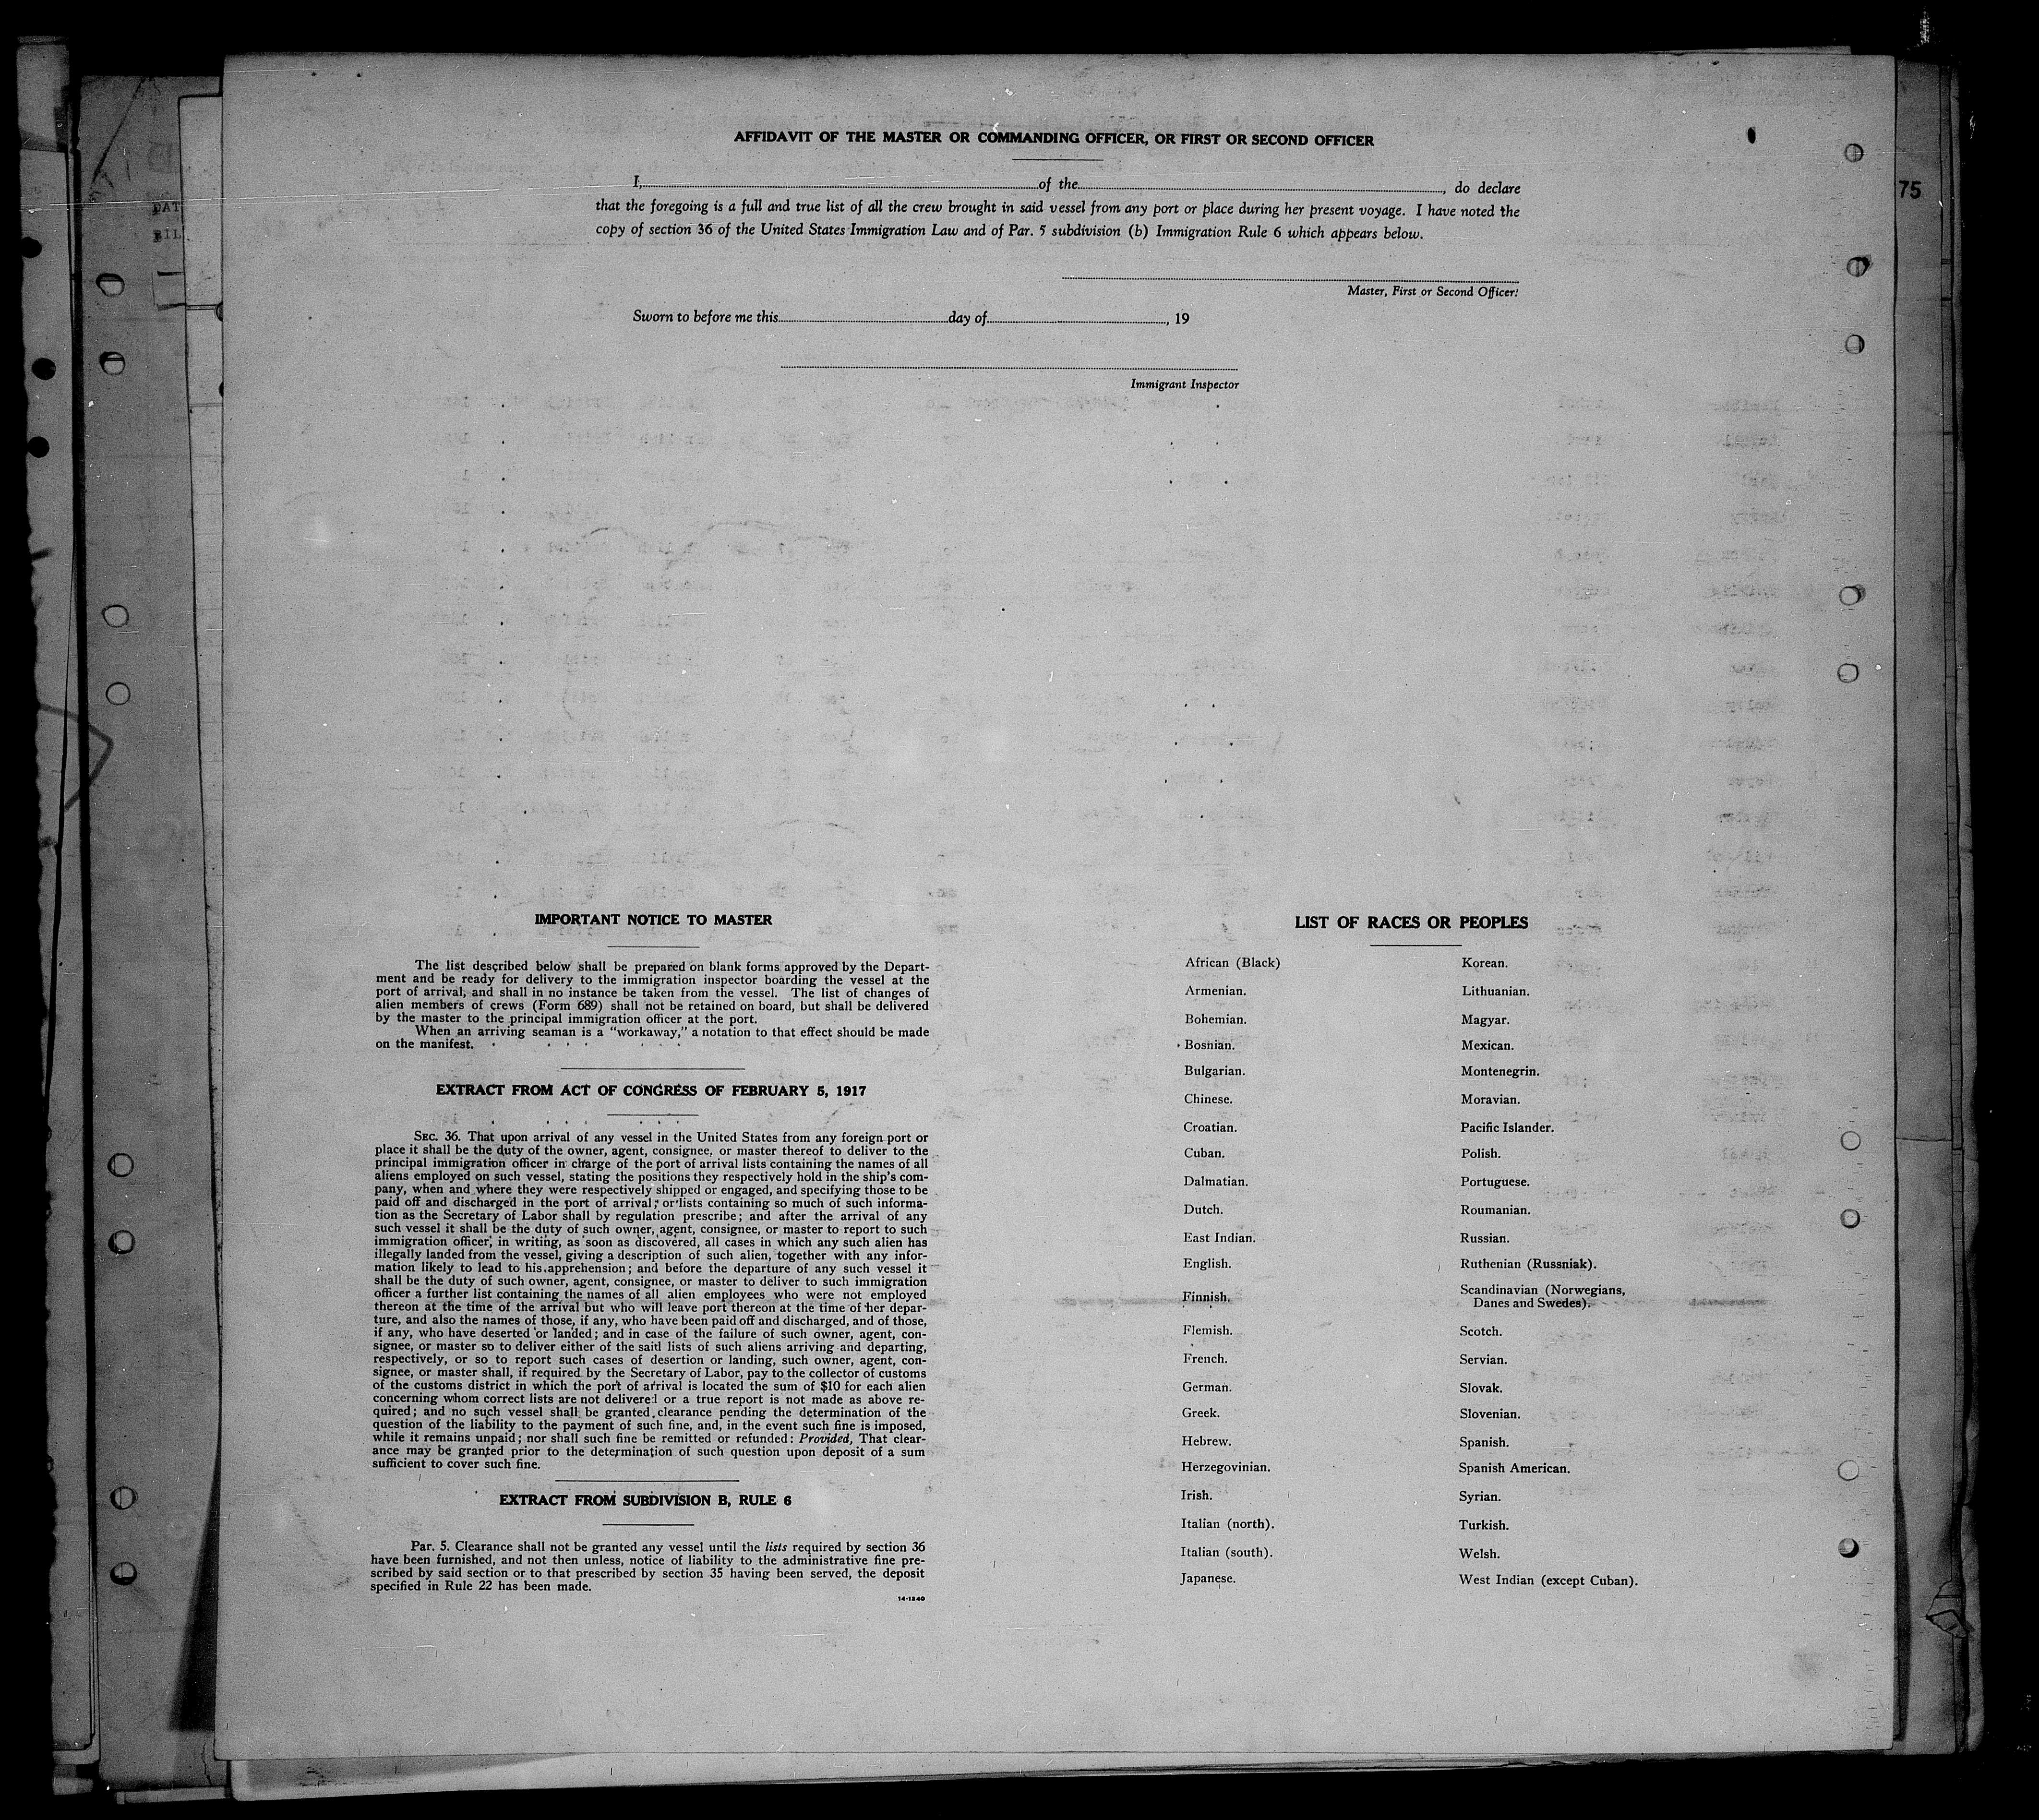 AFFIDAVIT OF THE MASTER OR COMMANDING OFFICER, OR FIRST OR SECOND OFFICER
I, of the , do declare
that the foregoing is a full and true list of all the crew brought in said vessel from any port or place during her present voyage. I have noted the
copy of section 36 of the United States Immigration Law and of Par. 5 subdivision (b) Immigration Rule 6 which appears below.
Master, First or Second Officer.
Sworn to before me this day of , 19
Immigrant Inspector
75
DAT
IMPORTANT NOTICE TO MASTER
The list described below shall be prepared on blank forms approved by the Depart-
ment and be ready for delivery to the immigration inspector boarding the vessel at the
port of arrival, and shall in no instance be taken from the vessel. The list of changes of
alien members of crews (Form 689) shall not be retained on board, but shall be delivered
by the master to the principal immigration officer at the port.
When an arriving seaman is a "workaway," a notation to that effect should be made
on the manifest.
EXTRACT FROM ACT OF CONGRESS OF FEBRUARY 5, 1917
SEC. 36. That upon arrival of any vessel in the United States from any foreign port or
place it shall be the duty of the owner, agent, consignee, or master thereof to deliver to the
principal immigration officer in charge of the port of arrival lists containing the names of all
aliens employed on such vessel, stating the positions they respectively hold in the ship's com-
pany, when and where they were respectively shipped or engaged, and specifying those to be
paid off and discharged in the port of arrival; or lists containing so much of such informa-
tion as the Secretary of Labor shall by regulation prescribe; and after the arrival of any
such vessel it shall be the duty of such owner, agent, consignee, or master to report to such
immigration officer, in writing, as soon as discovered, all cases in which any such alien has
illegally landed from the vessel, giving a description of such alien, together with any infor-
mation likely to lead to his apprehension; and before the departure of any such vessel it
shall be the duty of such owner, agent, consignee, or master to deliver to such immigration
officer a further list containing the names of all alien employees who were not employed
thereon at the time of the arrival but who will leave port thereon at the time of her depar-
ture, and also the names of those, if any, who have been paid off and discharged, and of those,
if any, who have deserted or landed; and in case of the failure of such owner, agent, con-
signee, or master so to deliver either of the said lists of such aliens arriving and departing,
respectively, or so to report such cases of desertion or landing, such owner, agent, con-
signee, or master shall, if required by the Secretary of Labor, pay to the collector of customs
of the customs district in which the port of arrival is located the sum of $10 for each alien
concerning whom correct lists are not delivered or a true report is not made as above re-
quired; and no such vessel shall be granted clearance pending the determination of the
question of the liability to the payment of such fine, and, in the event such fine is imposed,
while it remains unpaid; nor shall such fine be remitted or refunded: Provided, That clear-
ance may be granted prior to the determination of such question upon deposit of a sum
sufficient to cover such fine.
EXTRACT FROM SUBDIVISION B, RULE 6
Par. 5. Clearance shall not be granted any vessel until the lists required by section 36
have been furnished, and not then unless, notice of liability to the administrative fine pre-
scribed by said section or to that prescribed by section 35 having been served, the deposit
specified in Rule 22 has been made.
14-1240
LIST OF RACES OR PEOPLES
African (Black)
Armenian.
Bohemian.
Bosnian.
Bulgarian.
Chinese.
Croatian.
Cuban.
Dalmatian.
Dutch.
East Indian.
English.
Finnish.
Flemish.
French.
German.
Greek.
Hebrew.
Herzegovinian.
Irish.
Italian (north).
Italian (south).
Japanese.
Korean.
Lithuanian.
Magyar.
Mexican.
Montenegrin.
Moravian.
Pacific Islander.
Polish.
Portuguese.
Roumanian.
Russian.
Ruthenian (Russniak).
Scandinavian (Norwegians,
Danes and Swedes).
Scotch.
Servian.
Slovak.
Slovenian.
Spanish.
Spanish American.
Syrian.
Turkish.
Welsh.
West Indian (except Cuban).